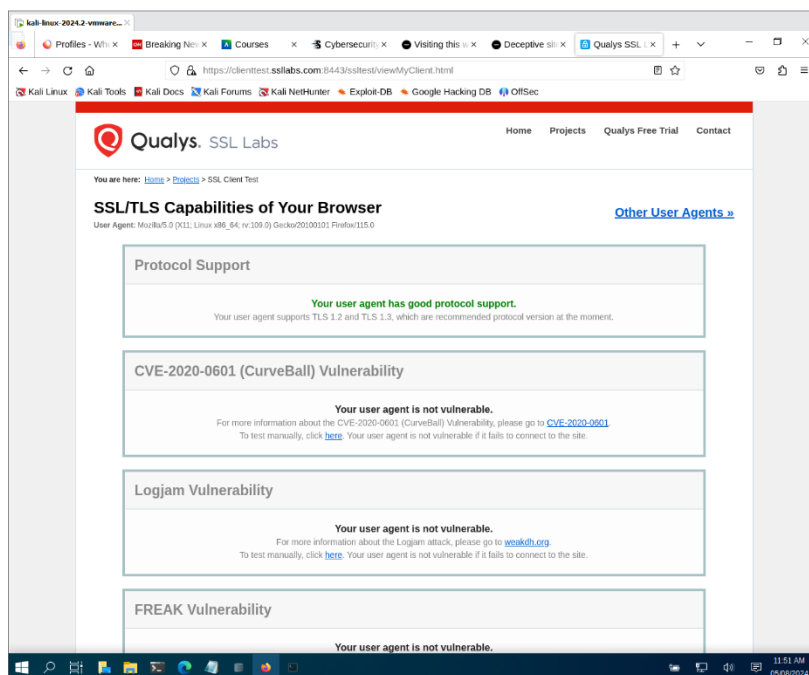 kali-linux-2024.2-vmware...
Profiles - Who
Breaking New
Courses
Cybersecurity
Visiting this w
Deceptive site
Qualys SSL L
https://clienttest.ssllabs.com:8443/ssltest/viewMyClient.html
Kali Linux Kali Tools Kali Docs Kali Forums Kali NetHunter Exploit-DB Google Hacking DB OffSec
Qualys. SSL Labs
Home Projects Qualys Free Trial Contact
You are here: Home > Projects > SSL Client Test
SSL/TLS Capabilities of Your Browser
Other User Agents »
User Agent: Mozilla/5.0 (X11; Linux x86_64; rv:109.0) Gecko/20100101 Firefox/115.0
Protocol Support
Your user agent has good protocol support.
Your user agent supports TLS 1.2 and TLS 1.3, which are recommended protocol version at the moment.
CVE-2020-0601 (CurveBall) Vulnerability
Your user agent is not vulnerable.
For more information about the CVE-2020-0601 (CurveBall) Vulnerability, please go to CVE-2020-0601.
To test manually, click here. Your user agent is not vulnerable if it fails to connect to the site.
Logjam Vulnerability
Your user agent is not vulnerable.
For more information about the Logjam attack, please go to weakdh.org.
To test manually, click here. Your user agent is not vulnerable if it fails to connect to the site.
FREAK Vulnerability
Your user agent is not vulnerable.
11:51 AM
05/08/2024